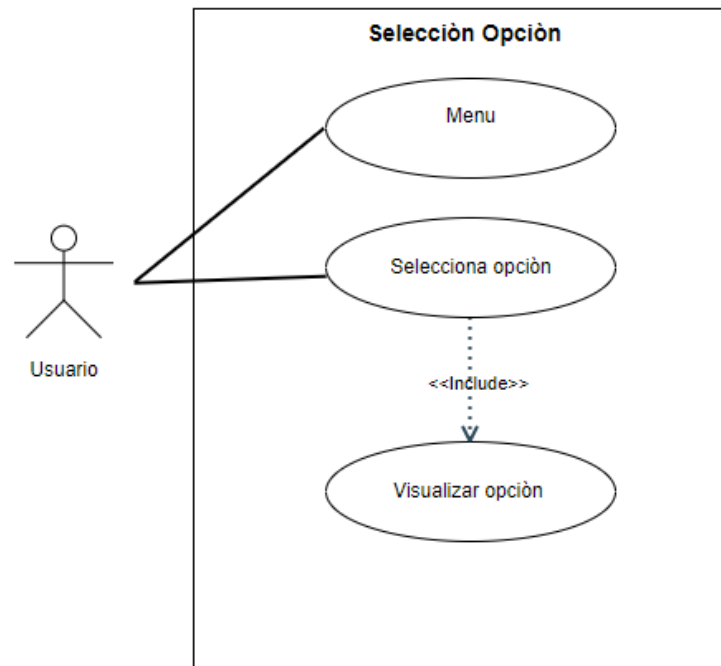 Selecciòn Opciòn
Menu
Selecciona opciòn
<<Include>>
Usuario
Visualizar opciòn